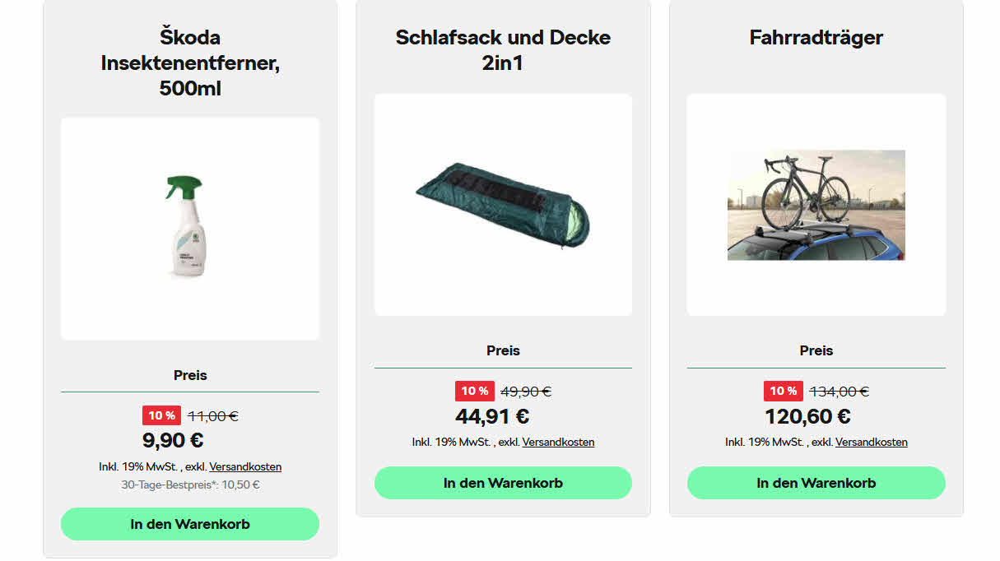 Škoda
Insektenentferner,
500ml
Preis
10 % 11,00 €
9,90 €
Inkl. 19% MwSt. , exkl. Versandkosten
30-Tage-Bestpreis*: 10,50 €
In den Warenkorb
Schlafsack und Decke
2in1
Preis
10 % 49,90 €
44,91 €
Inkl. 19% MwSt. , exkl. Versandkosten
In den Warenkorb
Fahrradträger
Preis
10 % 134,00 €
120,60 €
Inkl. 19% MwSt. , exkl. Versandkosten
In den Warenkorb